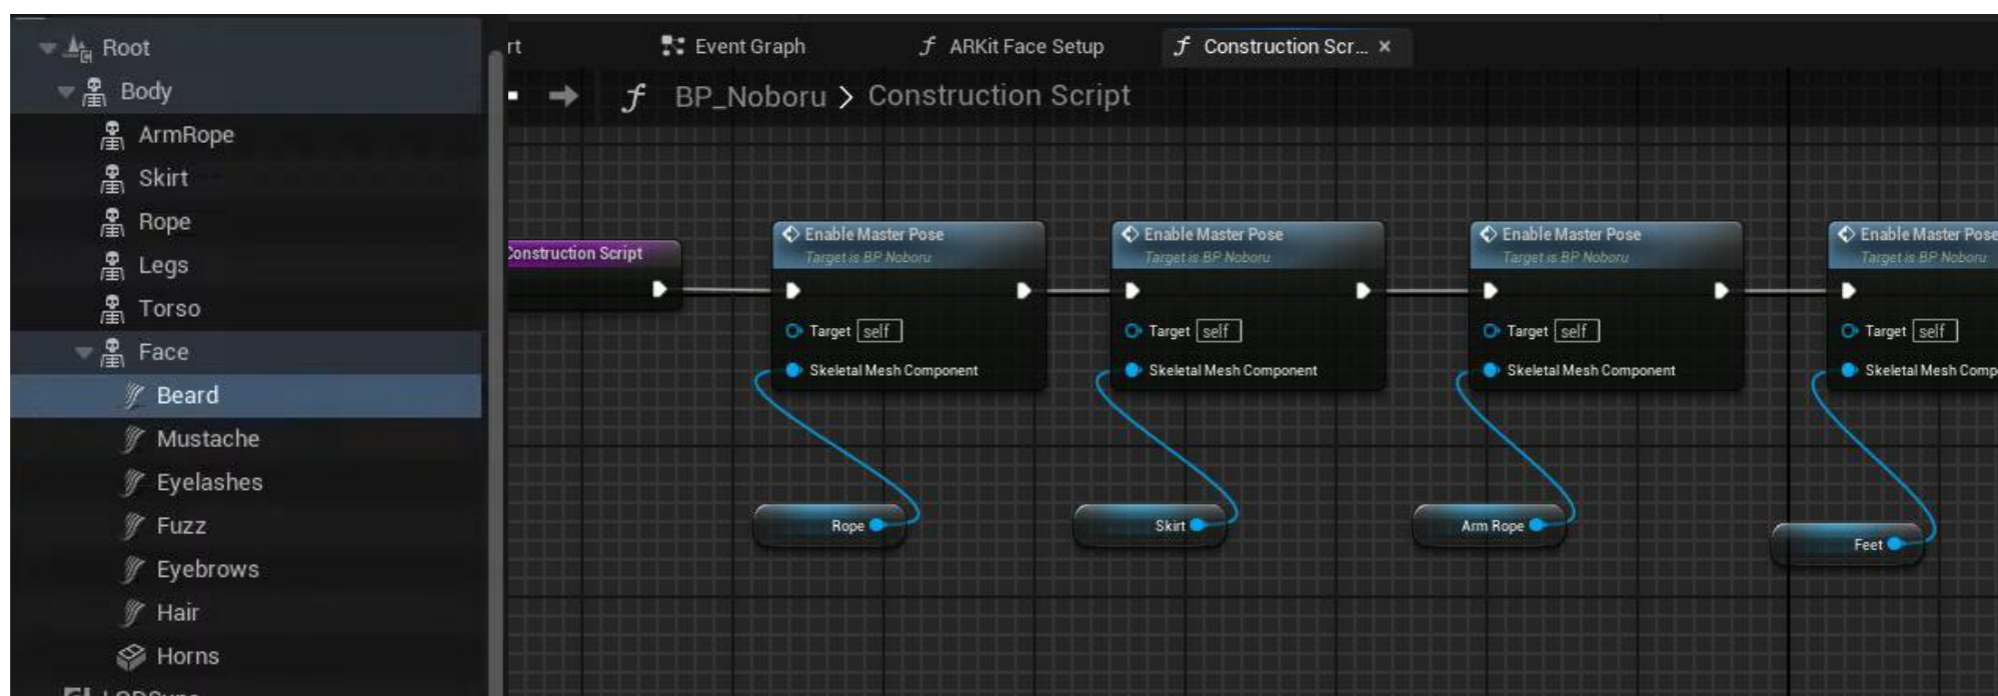 Root
Body
ArmRope
Skirt
Rope
Legs
Torso
Face
Beard
Mustache
Eyelashes
Fuzz
Eyebrows
Hair
Horns
rt
Event Graph
ARKit Face Setup
Construction Scr...
BP_Noboru > Construction Script
Construction Script
Enable Master Pose
Target is BP Noboru
Target self
Skeletal Mesh Component
Rope
Enable Master Pose
Target is BP Noboru
Target self
Skeletal Mesh Component
Skirt
Enable Master Pose
Target is BP Noboru
Target self
Skeletal Mesh Component
Arm Rope
Enable Master Pose
Target is BP Noboru
Target self
Skeletal Mesh Comp
Feet